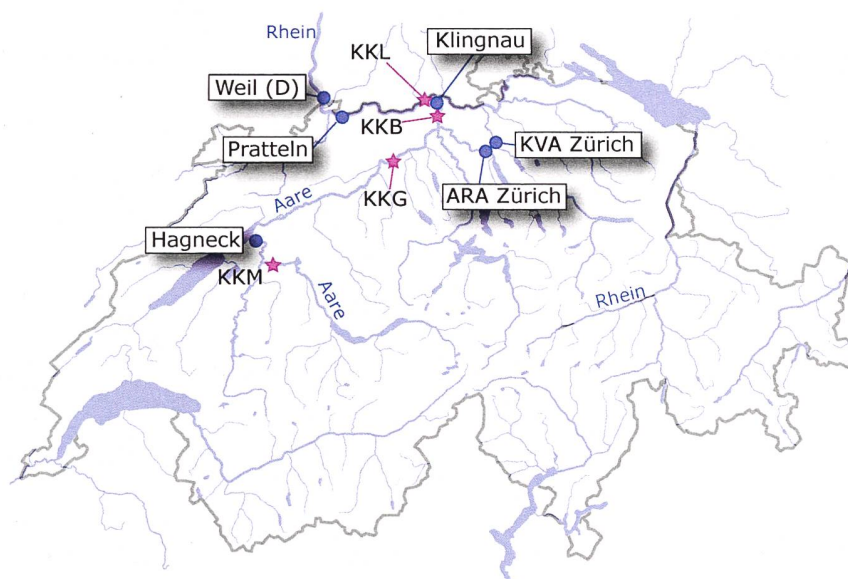 Rhein
KKL
Klingnau
Weil (D)
KKB
Pratteln
KVA Zürich
KKG
ARA Zürich
Aare
Hagneck
KKM
Aare
Rhein